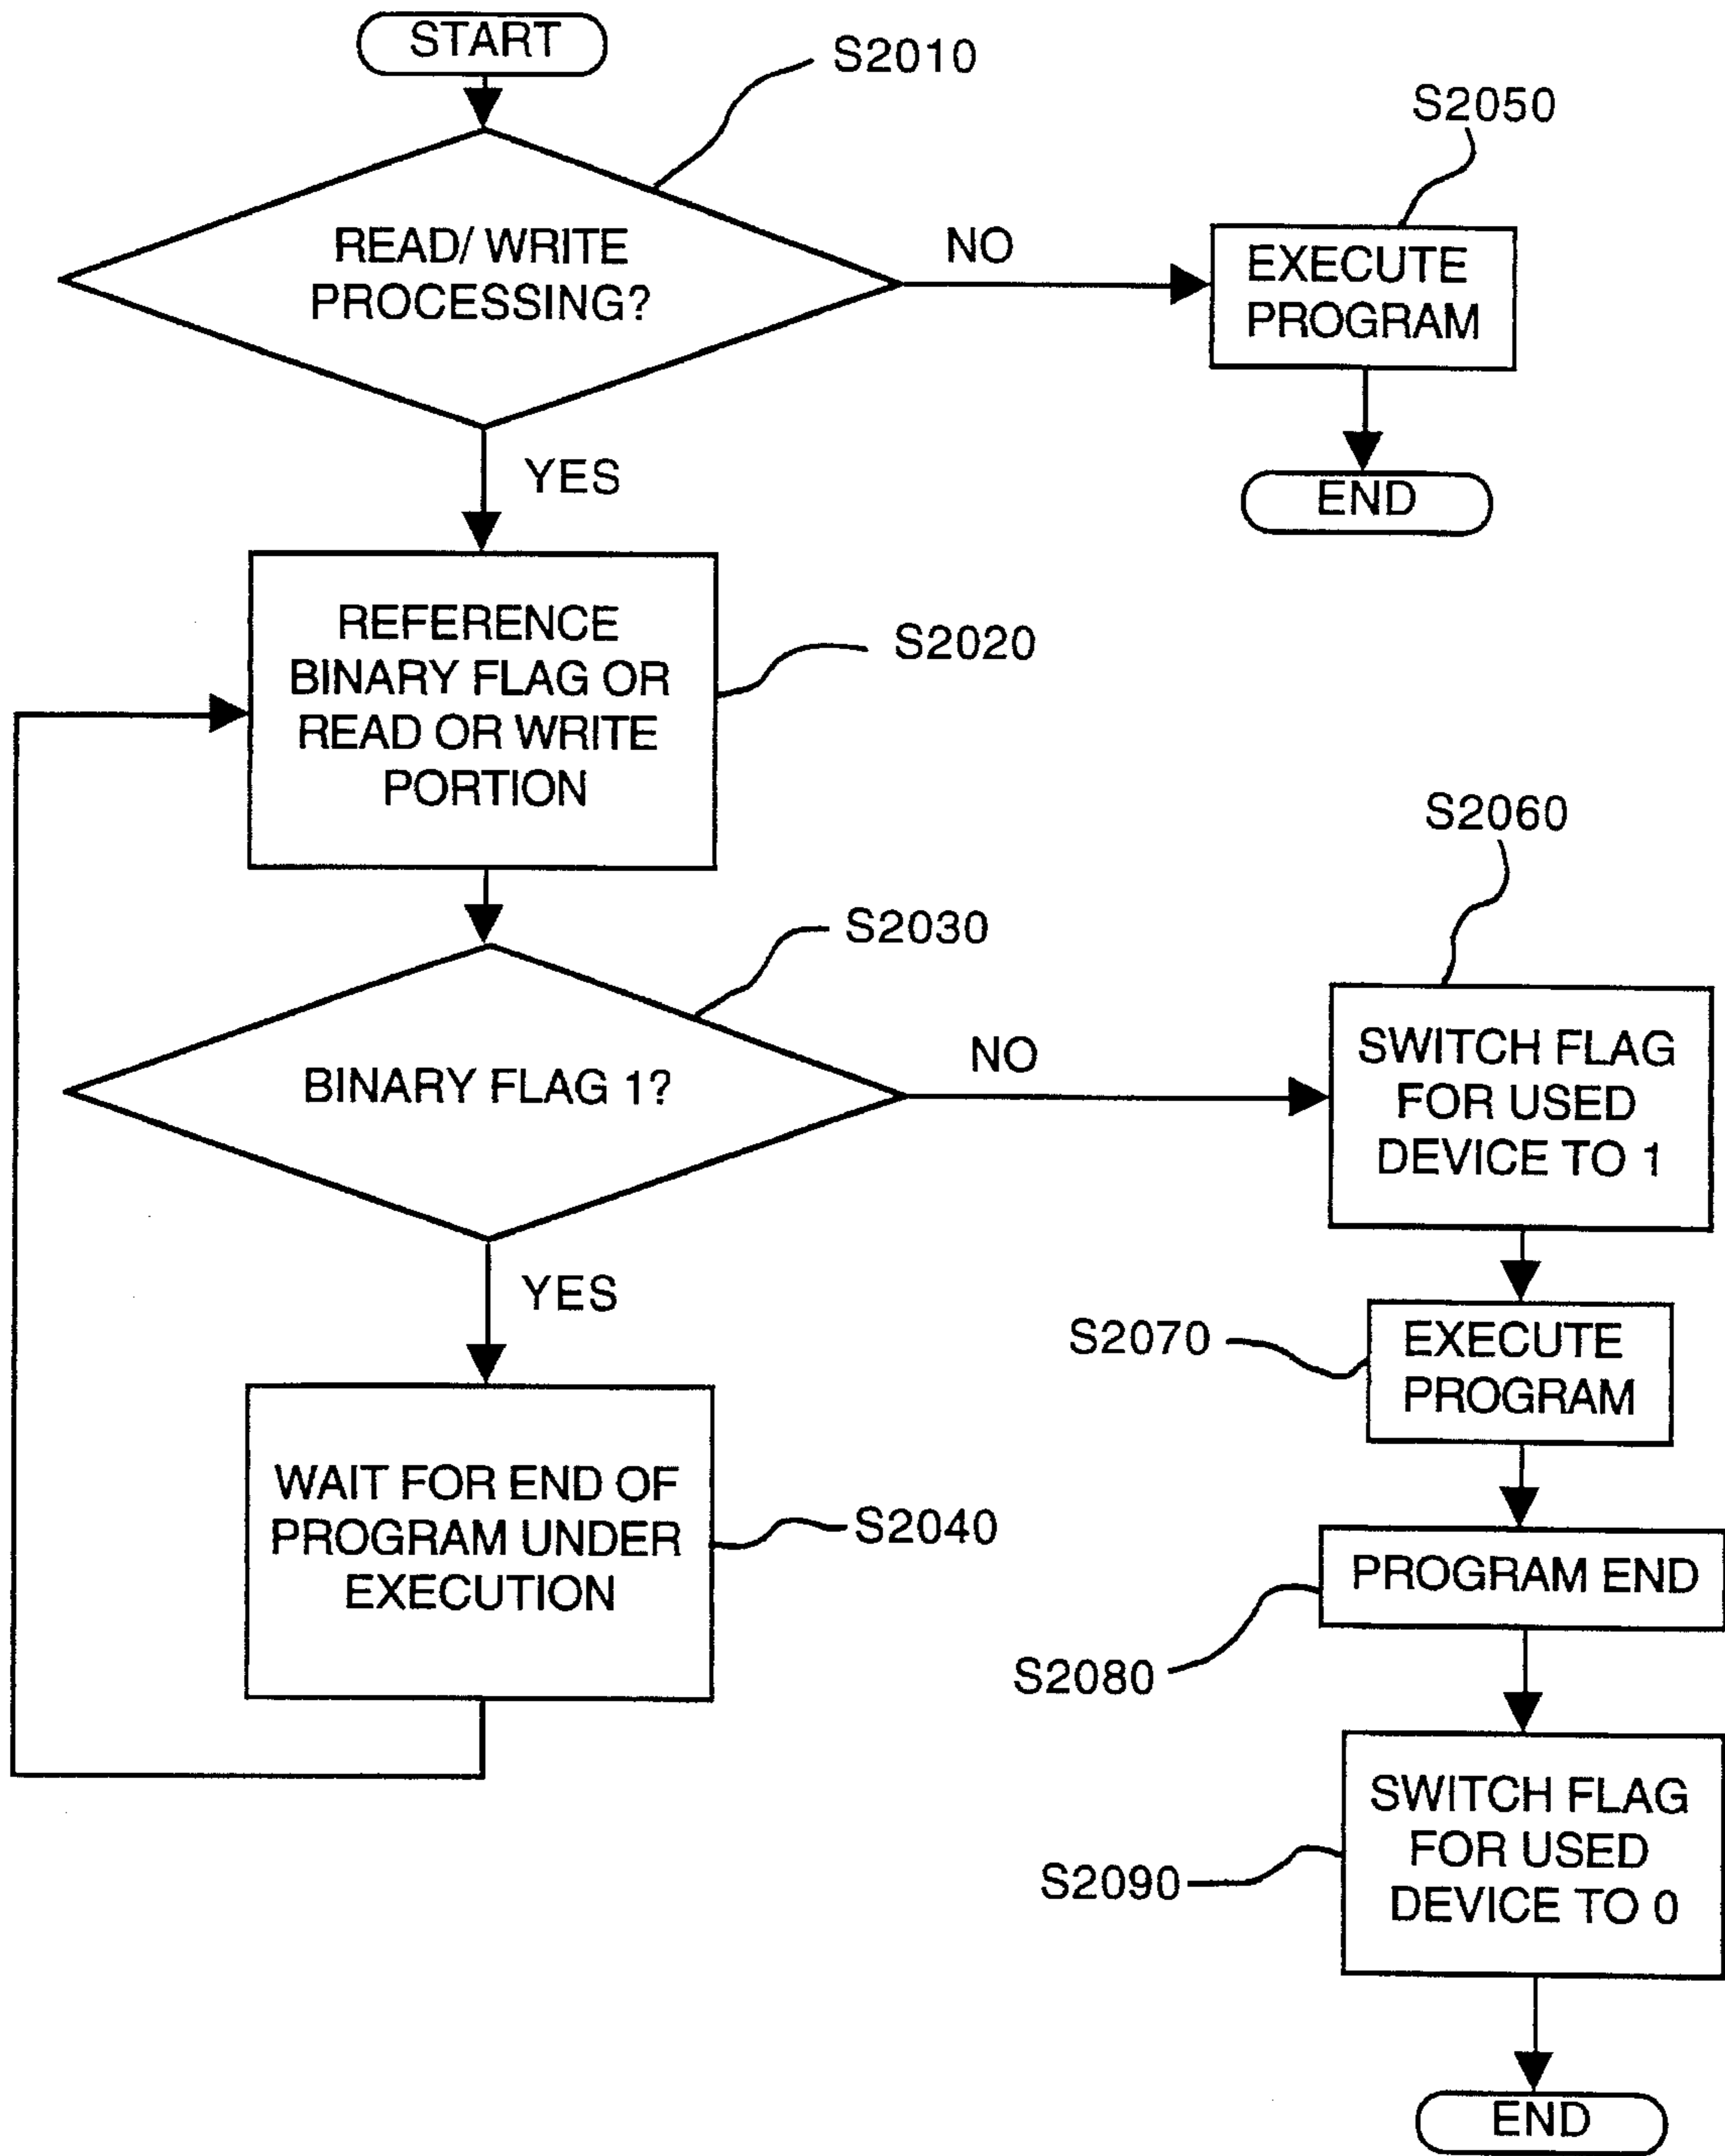 START
S2010
READ/ WRITE
PROCESSING?
NO
S2050
EXECUTE
PROGRAM
END
YES
REFERENCE
BINARY FLAG OR
READ OR WRITE
PORTION
S2020
S2030
BINARY FLAG 1?
NO
S2060
SWITCH FLAG
FOR USED
DEVICE TO 1
YES
WAIT FOR END OF
PROGRAM UNDER
EXECUTION
S2040
S2070
EXECUTE
PROGRAM
PROGRAM END
S2080
SWITCH FLAG
FOR USED
DEVICE TO 0
S2090
END